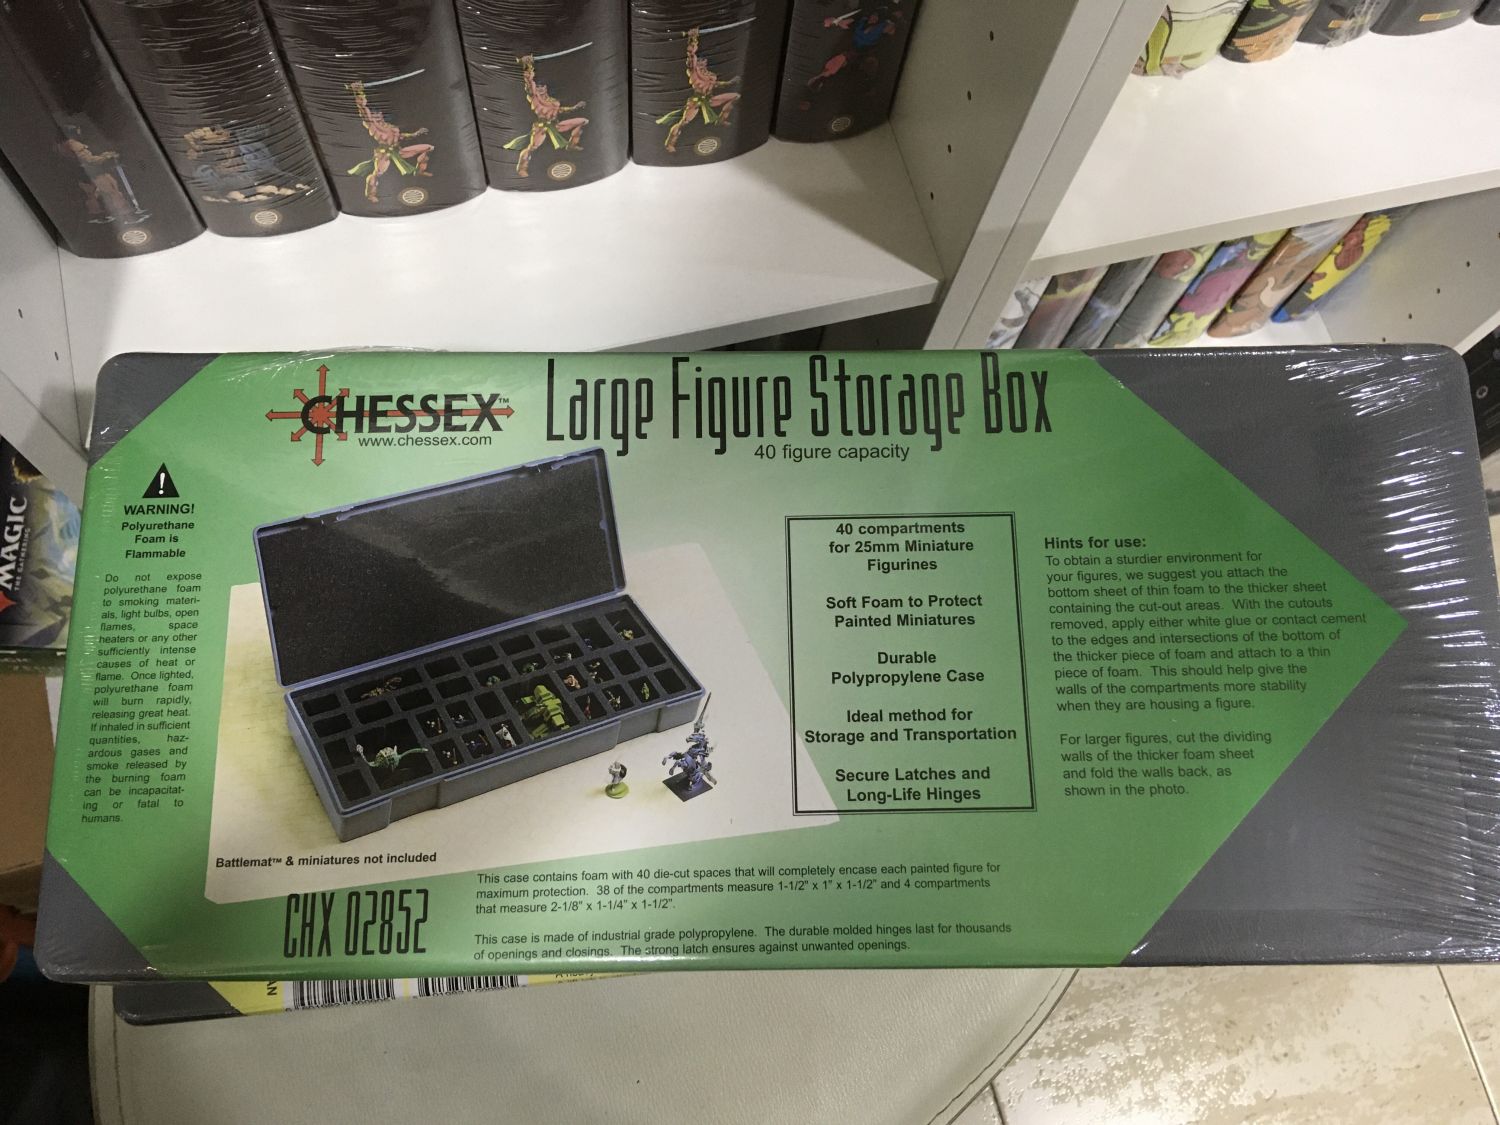 CHESSEX™
www.chessex.com
Large Figure Storage Box
40 figure capacity
WARNING!
Polyurethane
Foam is
Flammable
Do not expose
polyurethane foam
to smoking materi-
als, light bulbs, open
flames, space
heaters or any other
sufficiently intense
causes of heat or
flame. Once lighted,
polyurethane foam
will burn rapidly,
releasing great heat.
If inhaled in sufficient
quantities, haz-
ardous gases and
smoke released by
the burning foam
can be incapacitat-
ing or fatal to
humans.
40 compartments
for 25mm Miniature
Figurines
Soft Foam to Protect
Painted Miniatures
Durable
Polypropylene Case
Ideal method for
Storage and Transportation
Secure Latches and
Long-Life Hinges
Hints for use:
To obtain a sturdier environment for
your figures, we suggest you attach the
bottom sheet of thin foam to the thicker sheet
containing the cut-out areas. With the cutouts
removed, apply either white glue or contact cement
to the edges and intersections of the bottom of
the thicker piece of foam and attach to a thin
piece of foam. This should help give the
walls of the compartments more stability
when they are housing a figure.
For larger figures, cut the dividing
walls of the thicker foam sheet
and fold the walls back, as
shown in the photo.
Battlemat™ & miniatures not included
CHX 02852
This case contains foam with 40 die-cut spaces that will completely encase each painted figure for
maximum protection. 38 of the compartments measure 1-1/2" x 1" x 1-1/2" and 4 compartments
that measure 2-1/8" x 1-1/4" x 1-1/2".
This case is made of industrial grade polypropylene. The durable molded hinges last for thousands
of openings and closings. The strong latch ensures against unwanted openings.
MAGIC
THE GATHERING